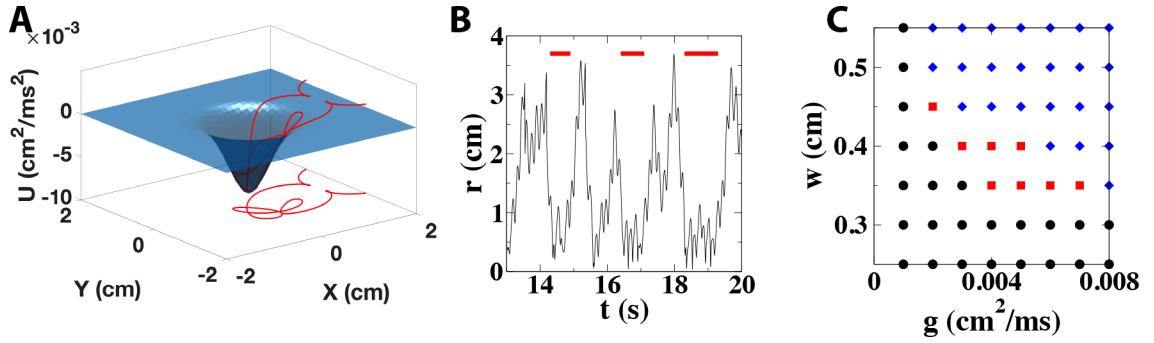 A
×10⁻³
0
-5
-10
U (cm²/ms²)
2
0
-2
Y (cm)
-2
0
2
X (cm)
B
4
3
2
1
0
r (cm)
14
16
18
20
t (s)
C
0.5
0.4
0.3
w (cm)
0
0.004
0.008
g (cm²/ms)